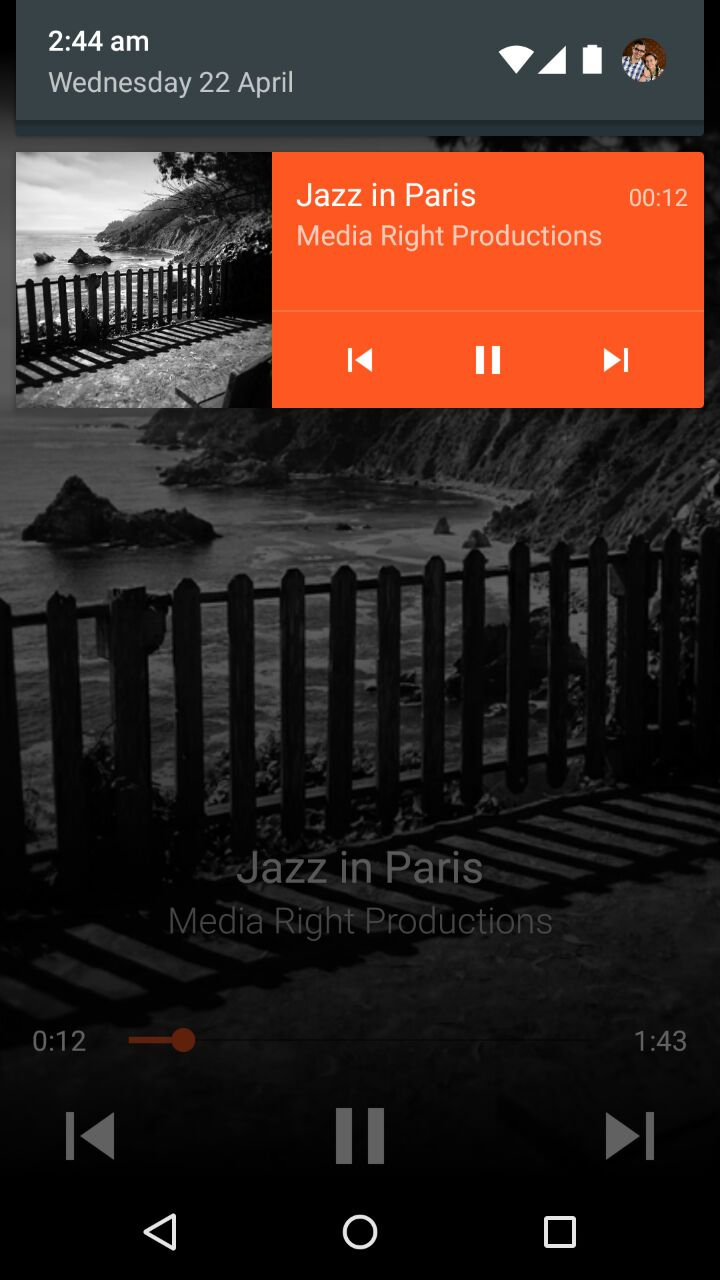 2:44 am
Wednesday 22 April
Jazz in Paris
00:12
Media Right Productions
Jazz in Paris
Media Right Productions
0:12
1:43